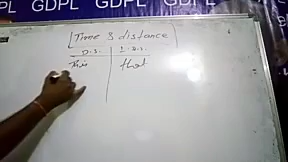 GDPL GDPL GDPL
[Time & distance]
D.S. I.D.S.
This that